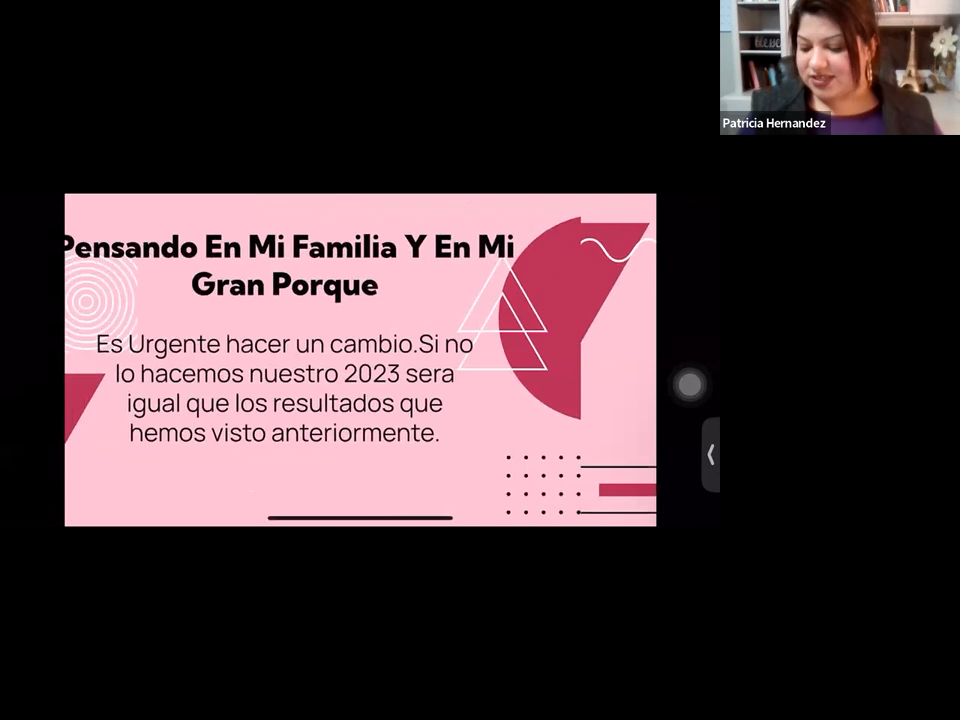 Patricia Hernandez
Pensando En Mi Familia Y En Mi
Gran Porque
Es Urgente hacer un cambio.Si no
lo hacemos nuestro 2023 sera
igual que los resultados que
hemos visto anteriormente.